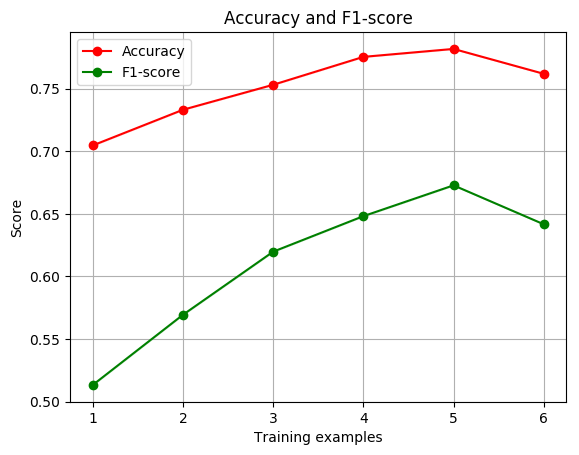 Accuracy and F1-score
Accuracy
F1-score
Score
0.75
0.70
0.65
0.60
0.55
0.50
1 2 3 4 5 6
Training examples